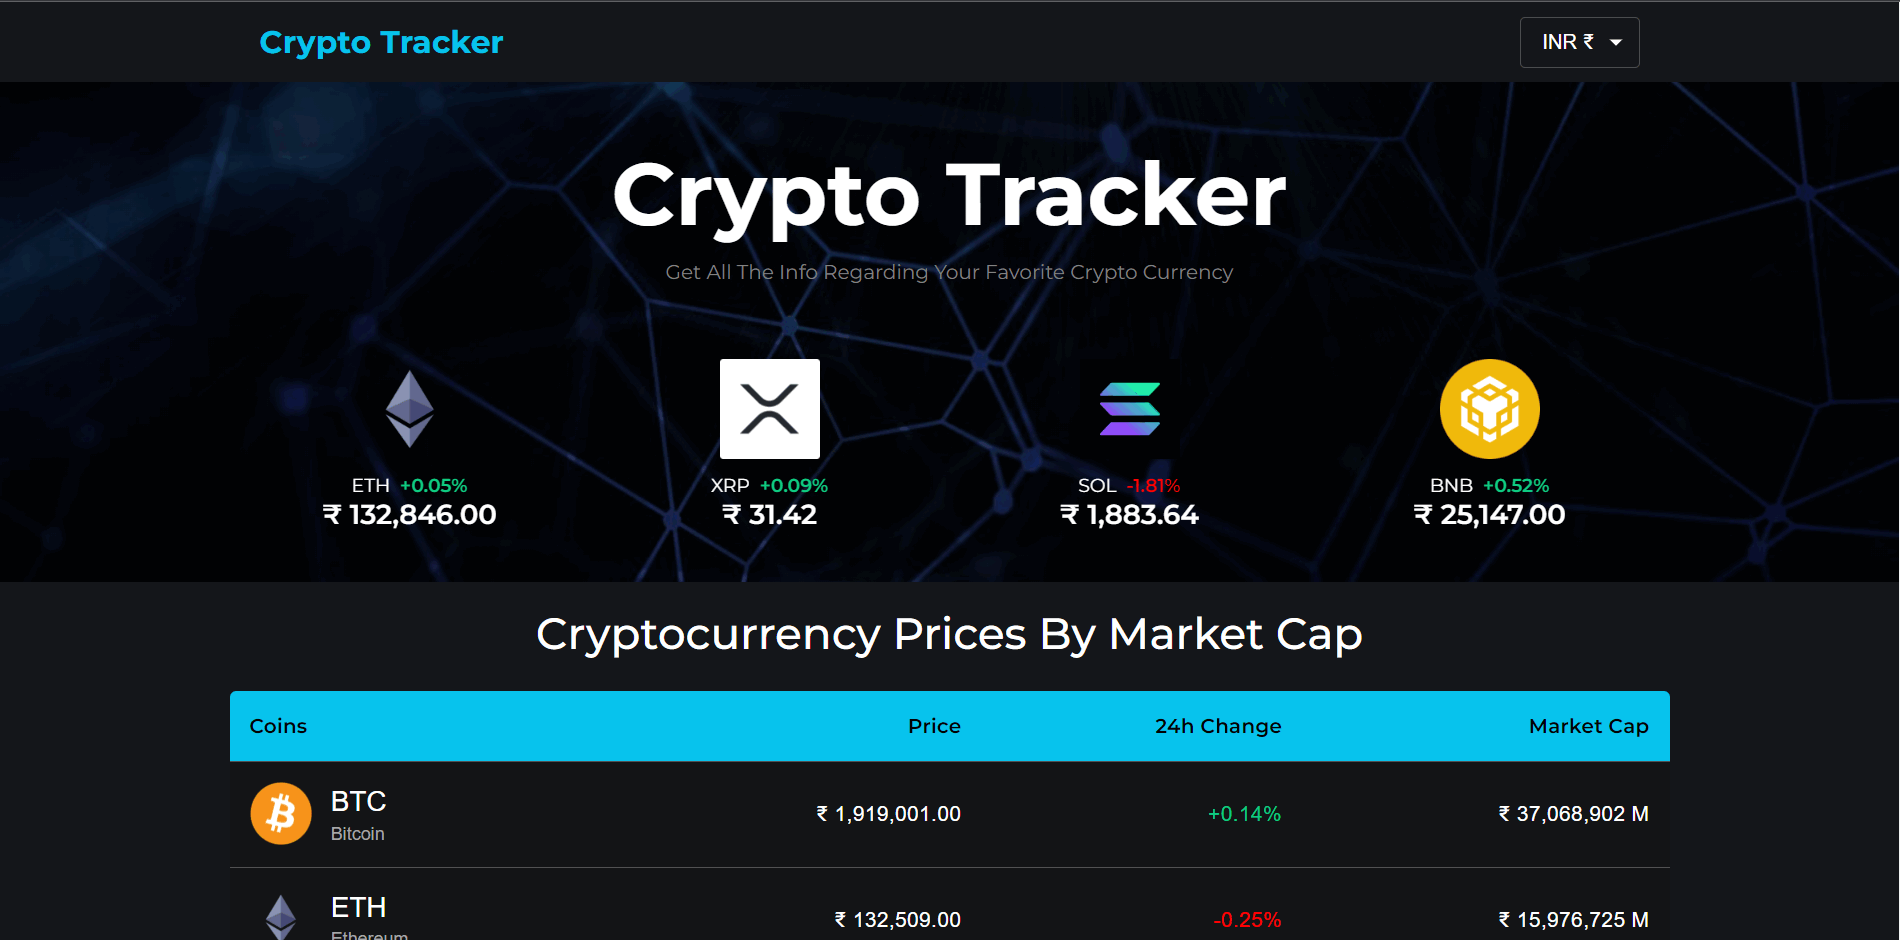 Crypto Tracker
INR ₹
Crypto Tracker
Get All The Info Regarding Your Favorite Crypto Currency
ETH +0.05%
₹ 132,846.00
XRP +0.09%
₹ 31.42
SOL -1.81%
₹ 1,883.64
BNB +0.52%
₹ 25,147.00
Cryptocurrency Prices By Market Cap
Coins Price 24h Change Market Cap
BTC
Bitcoin
₹ 1,919,001.00 +0.14% ₹ 37,068,902 M
ETH
Ethereum
₹ 132,509.00 -0.25% ₹ 15,976,725 M